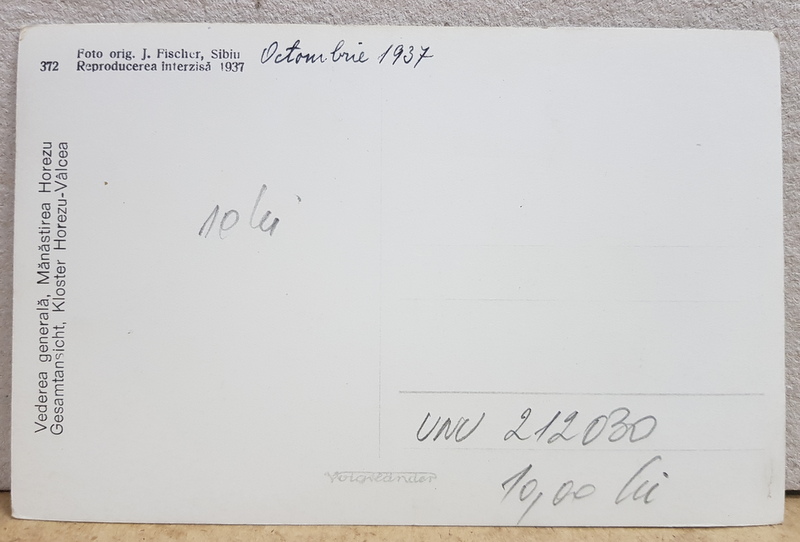 Foto orig. J. Fischer, Sibiu
372 Reproducerea interzisă 1937
Octombrie 1937
Vederea generală, Mănăstirea Horezu
Gesamtansicht, Kloster Horezu-Vâlcea
10 lei
UNU 212030
10,00 lei
Voigtländer